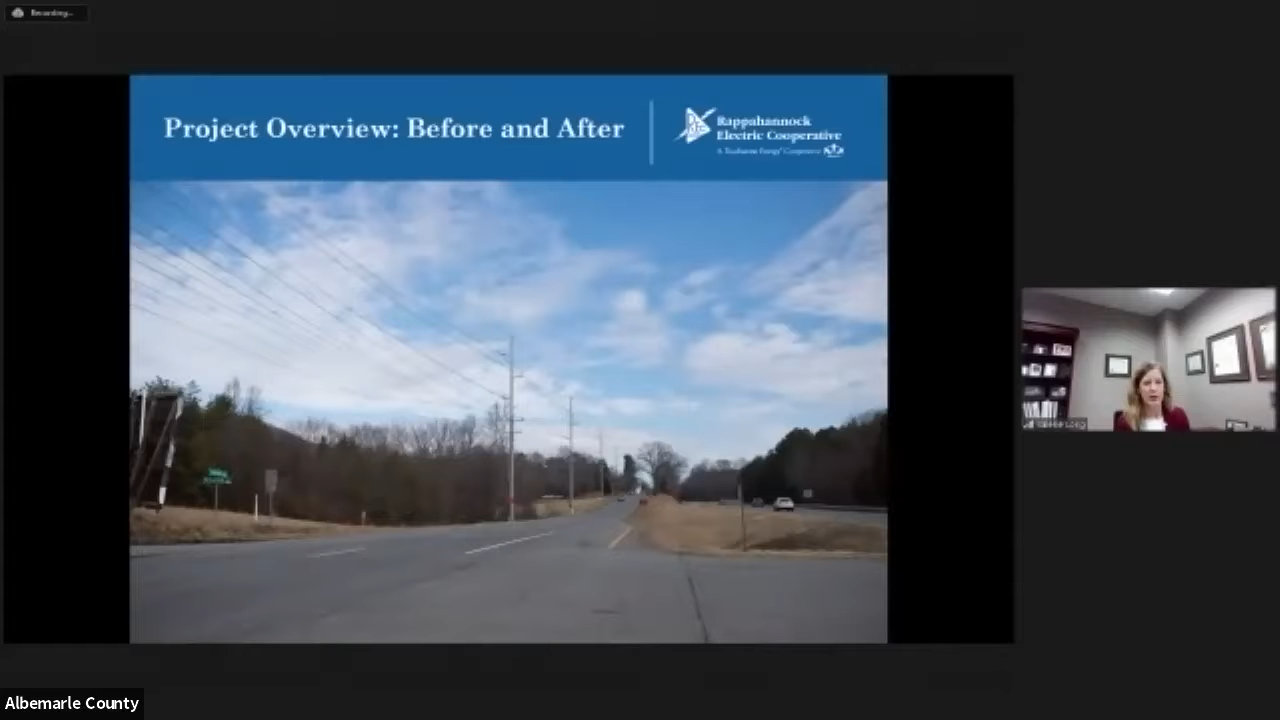 Recording...
Project Overview: Before and After
Rappahannock
Electric Cooperative
A Touchstone Energy® Cooperative
Albemarle County